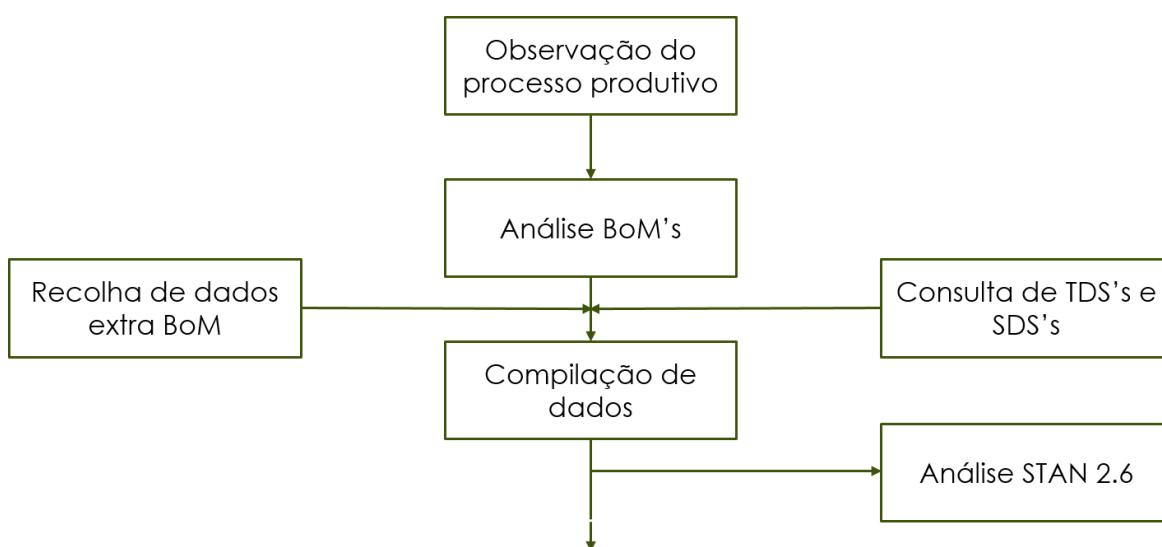 Observação do
processo produtivo
Análise BoM’s
Recolha de dados
extra BoM
Consulta de TDS’s e
SDS’s
Compilação de
dados
Análise STAN 2.6